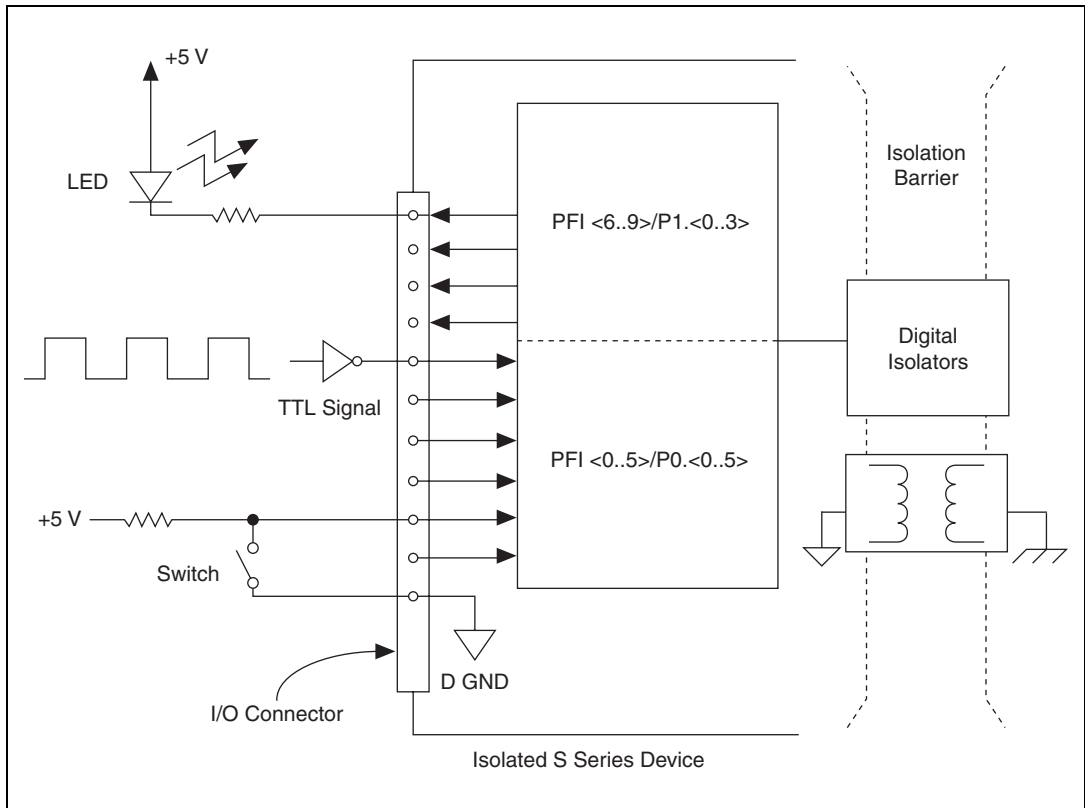 +5 V
LED
Isolation
Barrier
PFI <6..9>/P1.<0..3>
Digital
Isolators
TTL Signal
PFI <0..5>/P0.<0..5>
+5 V
Switch
D GND
I/O Connector
Isolated S Series Device